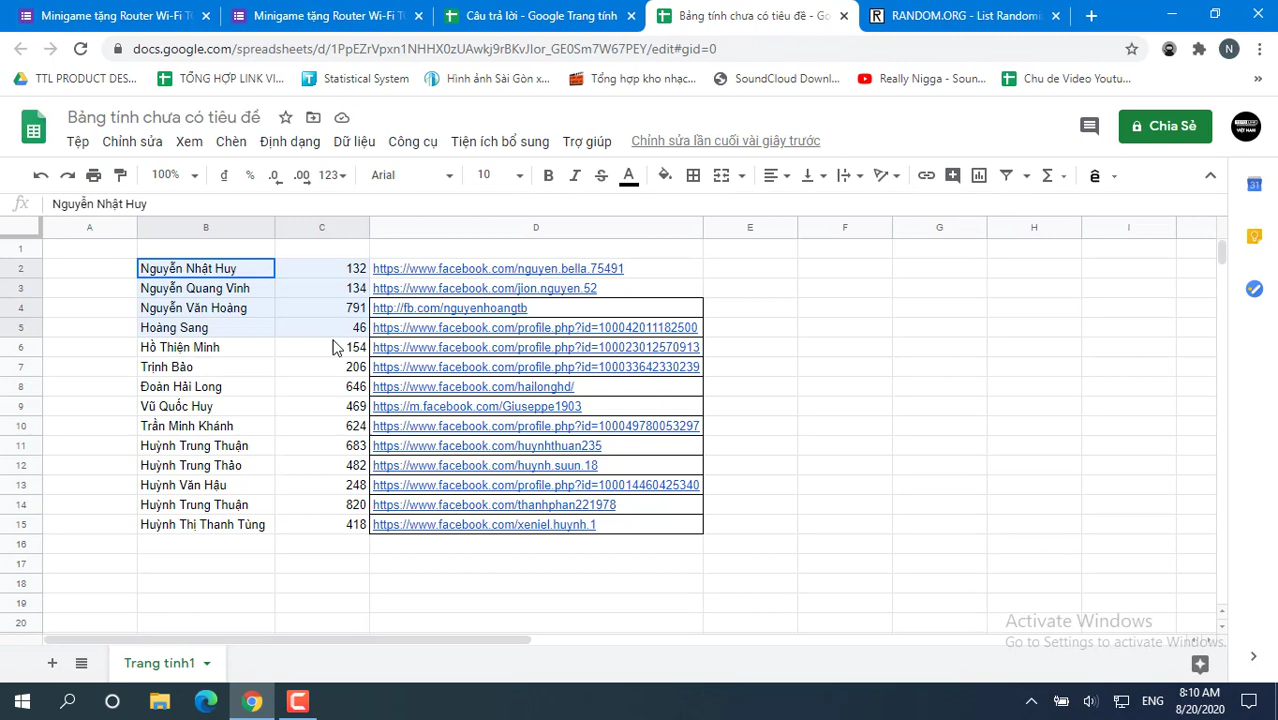 Minigame tặng Router Wi-Fi T
Minigame tặng Router Wi-Fi T
Câu trả lời - Google Trang tính
Bảng tính chưa có tiêu đề - Go
RANDOM.ORG - List Randomi
docs.google.com/spreadsheets/d/1PpEZrVpxn1NHHX0zUAwkj9rBKvJIor_GE0Sm7W67PEY/edit#gid=0
N
TTL PRODUCT DES...
TỔNG HỢP LINK VI...
Statistical System
Hình ảnh Sài Gòn x...
Tổng hợp kho nhạc...
SoundCloud Downl...
Really Nigga - Soun...
Chu de Video Youtu...
»
Bảng tính chưa có tiêu đề
Tệp Chỉnh sửa Xem Chèn Định dạng Dữ liệu Công cụ Tiện ích bổ sung Trợ giúp Chỉnh sửa lần cuối vài giây trước
Chia Sẻ
100% ₫ % .0 .00 123 Arial 10 B I S A Σ ê
fx Nguyễn Nhật Huy
A B C D E F G H I
1
2 Nguyễn Nhật Huy 132 https://www.facebook.com/nguyen.bella.75491
3 Nguyễn Quang Vinh 134 https://www.facebook.com/jion.nguyen.52
4 Nguyễn Văn Hoàng 791 http://fb.com/nguyenhoangtb
5 Hoàng Sang 46 https://www.facebook.com/profile.php?id=100042011182500
6 Hồ Thiện Minh 154 https://www.facebook.com/profile.php?id=100023012570913
7 Trịnh Bảo 206 https://www.facebook.com/profile.php?id=100033642330239
8 Đoàn Hải Long 646 https://www.facebook.com/hailonghd/
9 Vũ Quốc Huy 469 https://m.facebook.com/Giuseppe1903
10 Trần Minh Khánh 624 https://www.facebook.com/profile.php?id=100049780053297
11 Huỳnh Trung Thuận 683 https://www.facebook.com/huynhthuan235
12 Huỳnh Trung Thảo 482 https://www.facebook.com/huynh.suun.18
13 Huỳnh Văn Hậu 248 https://www.facebook.com/profile.php?id=100014460425340
14 Huỳnh Trung Thuận 820 https://www.facebook.com/thanhphan221978
15 Huỳnh Thị Thanh Tùng 418 https://www.facebook.com/xeniel.huynh.1
16
17
18
19
20
31
Activate Windows
Go to Settings to activate Windows.
Trang tính1
ENG
8:10 AM
8/20/2020